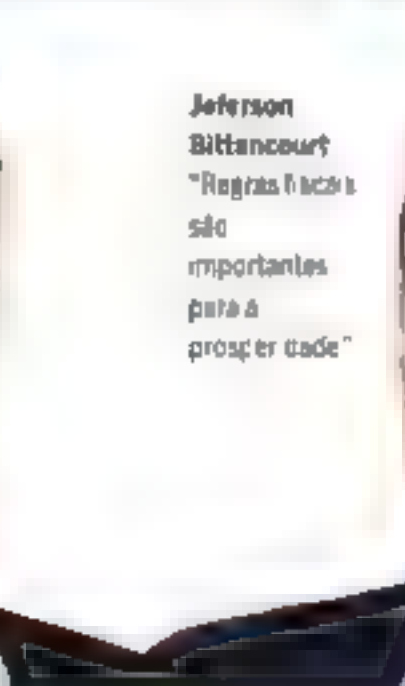 Jeferson
Bittencourt
"Regras fiscais
são
importantes
para a
prosperidade"